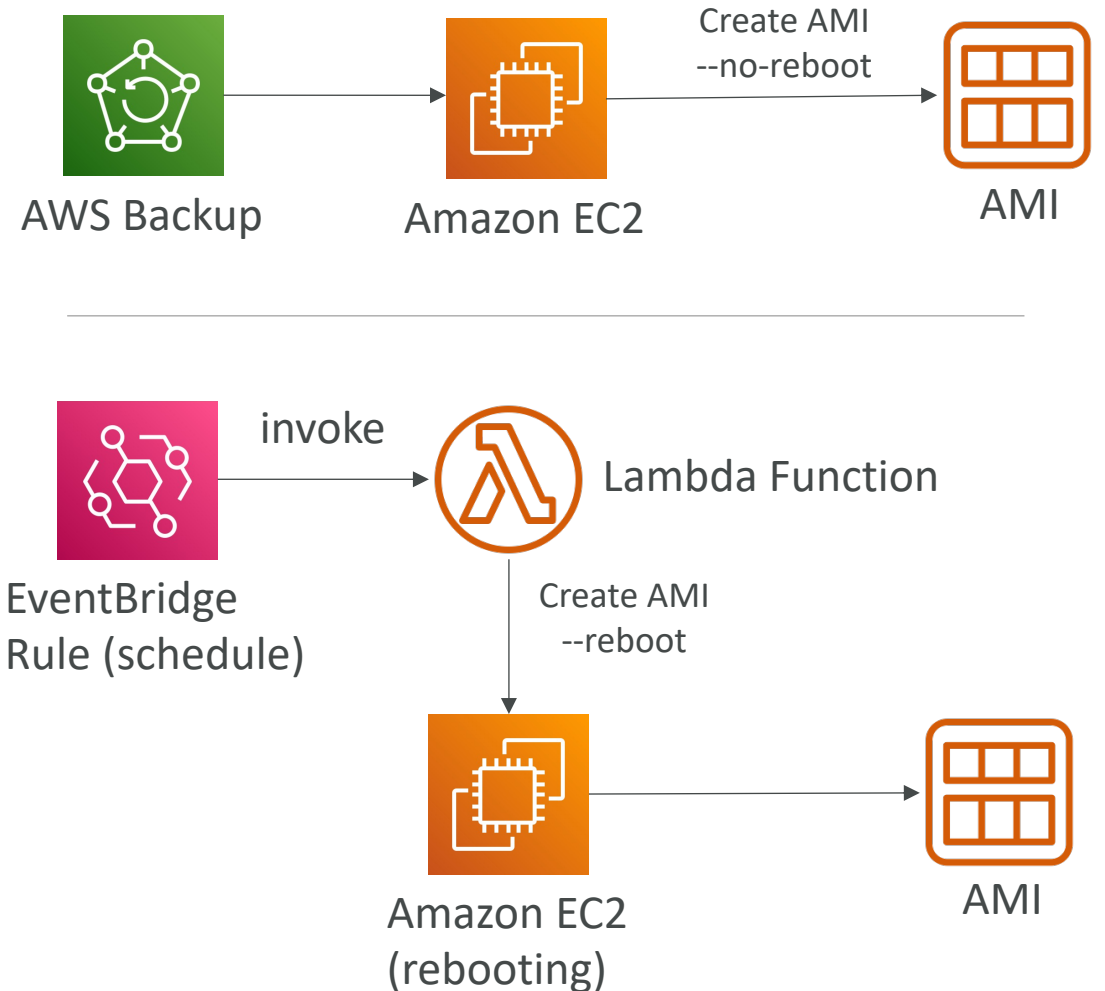 Create AMI
--no-reboot
AWS Backup
Amazon EC2
AMI
invoke
Lambda Function
EventBridge
Rule (schedule)
Create AMI
--reboot
Amazon EC2
(rebooting)
AMI